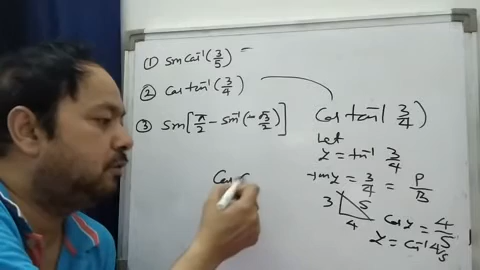 ① Sin Cos⁻¹(3/5) =
② Cos tan⁻¹(3/4)
③ Sin[π/2 - Sin⁻¹(-√3/2)]
Cos
Cos tan⁻¹(3/4)
Let
y = tan⁻¹ 3/4
tan y = 3/4 = P/B
3 5
4
Cos y = 4/5
y = Cos⁻¹ 4/5